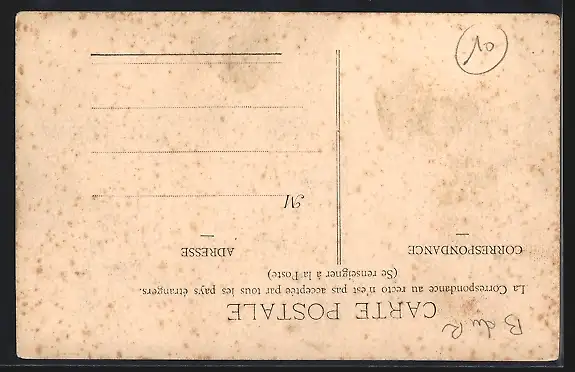 CARTE POSTALE
La Correspondance au recto n'est pas acceptée par tous les pays étrangers.
(Se renseigner à la Poste)
CORRESPONDANCE
ADRESSE
M
10
B du R